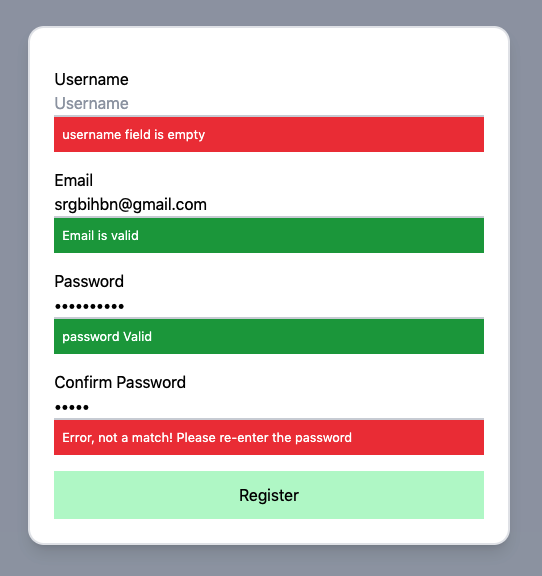 Username
Username
username field is empty
Email
srgbihbn@gmail.com
Email is valid
Password
••••••••••
password Valid
Confirm Password
•••••
Error, not a match! Please re-enter the password
Register